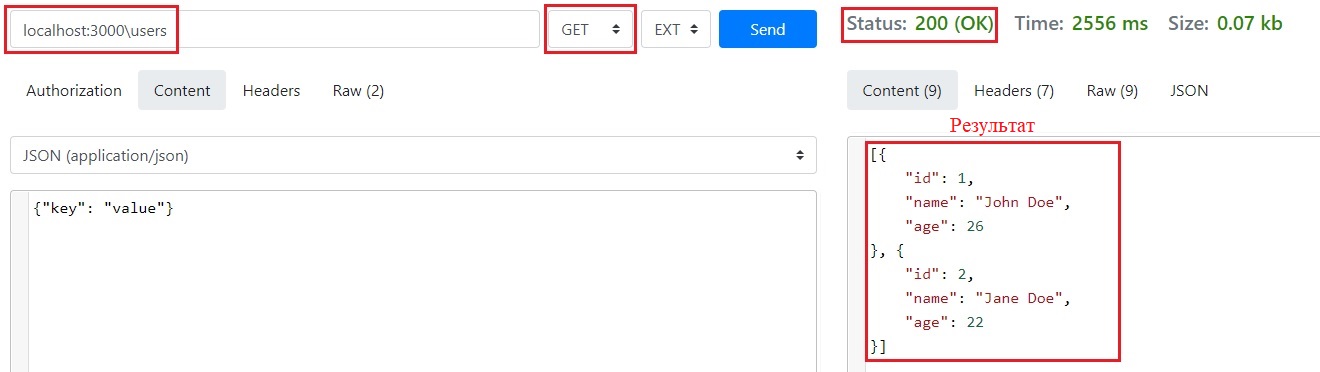 localhost:3000\users GET EXT Send Status: 200 (OK) Time: 2556 ms Size: 0.07 kb
Authorization Content Headers Raw (2) Content (9) Headers (7) Raw (9) JSON
Результат
JSON (application/json)
{"key": "value"}
[{
"id": 1,
"name": "John Doe",
"age": 26
}, {
"id": 2,
"name": "Jane Doe",
"age": 22
}]